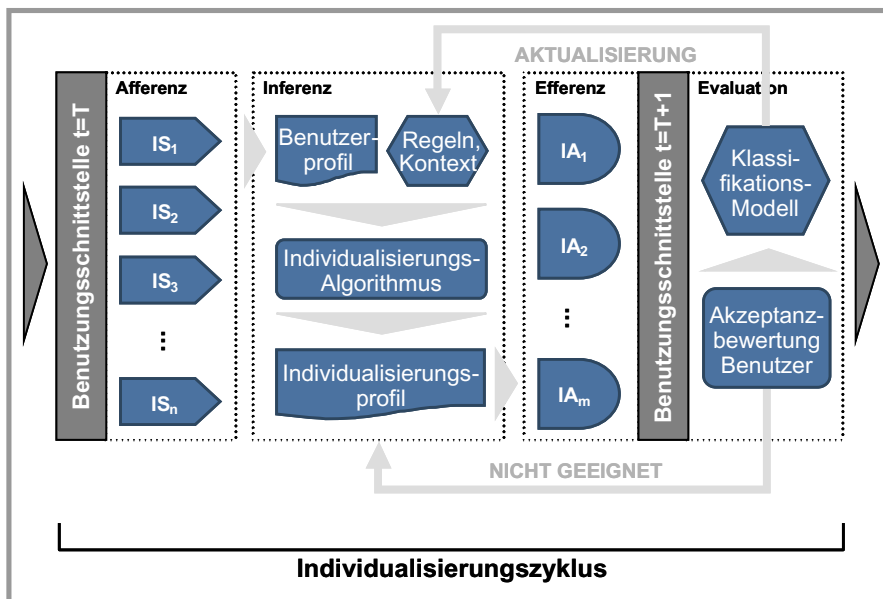 AKTUALISIERUNG
Benutzungsschnittstelle t=T
Afferenz
IS1
IS2
IS3
...
ISn
Inferenz
Benutzer-
profil
Regeln,
Kontext
Individualisierungs-
Algorithmus
Individualisierungs-
profil
Efferenz
IA1
IA2
...
IAm
Benutzungsschnittstelle t=T+1
Evaluation
Klassi-
fikations-
Modell
Akzeptanz-
bewertung
Benutzer
NICHT GEEIGNET
Individualisierungszyklus